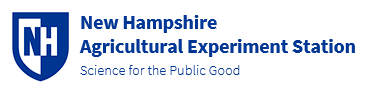 NH
New Hampshire
Agricultural Experiment Station
Science for the Public Good